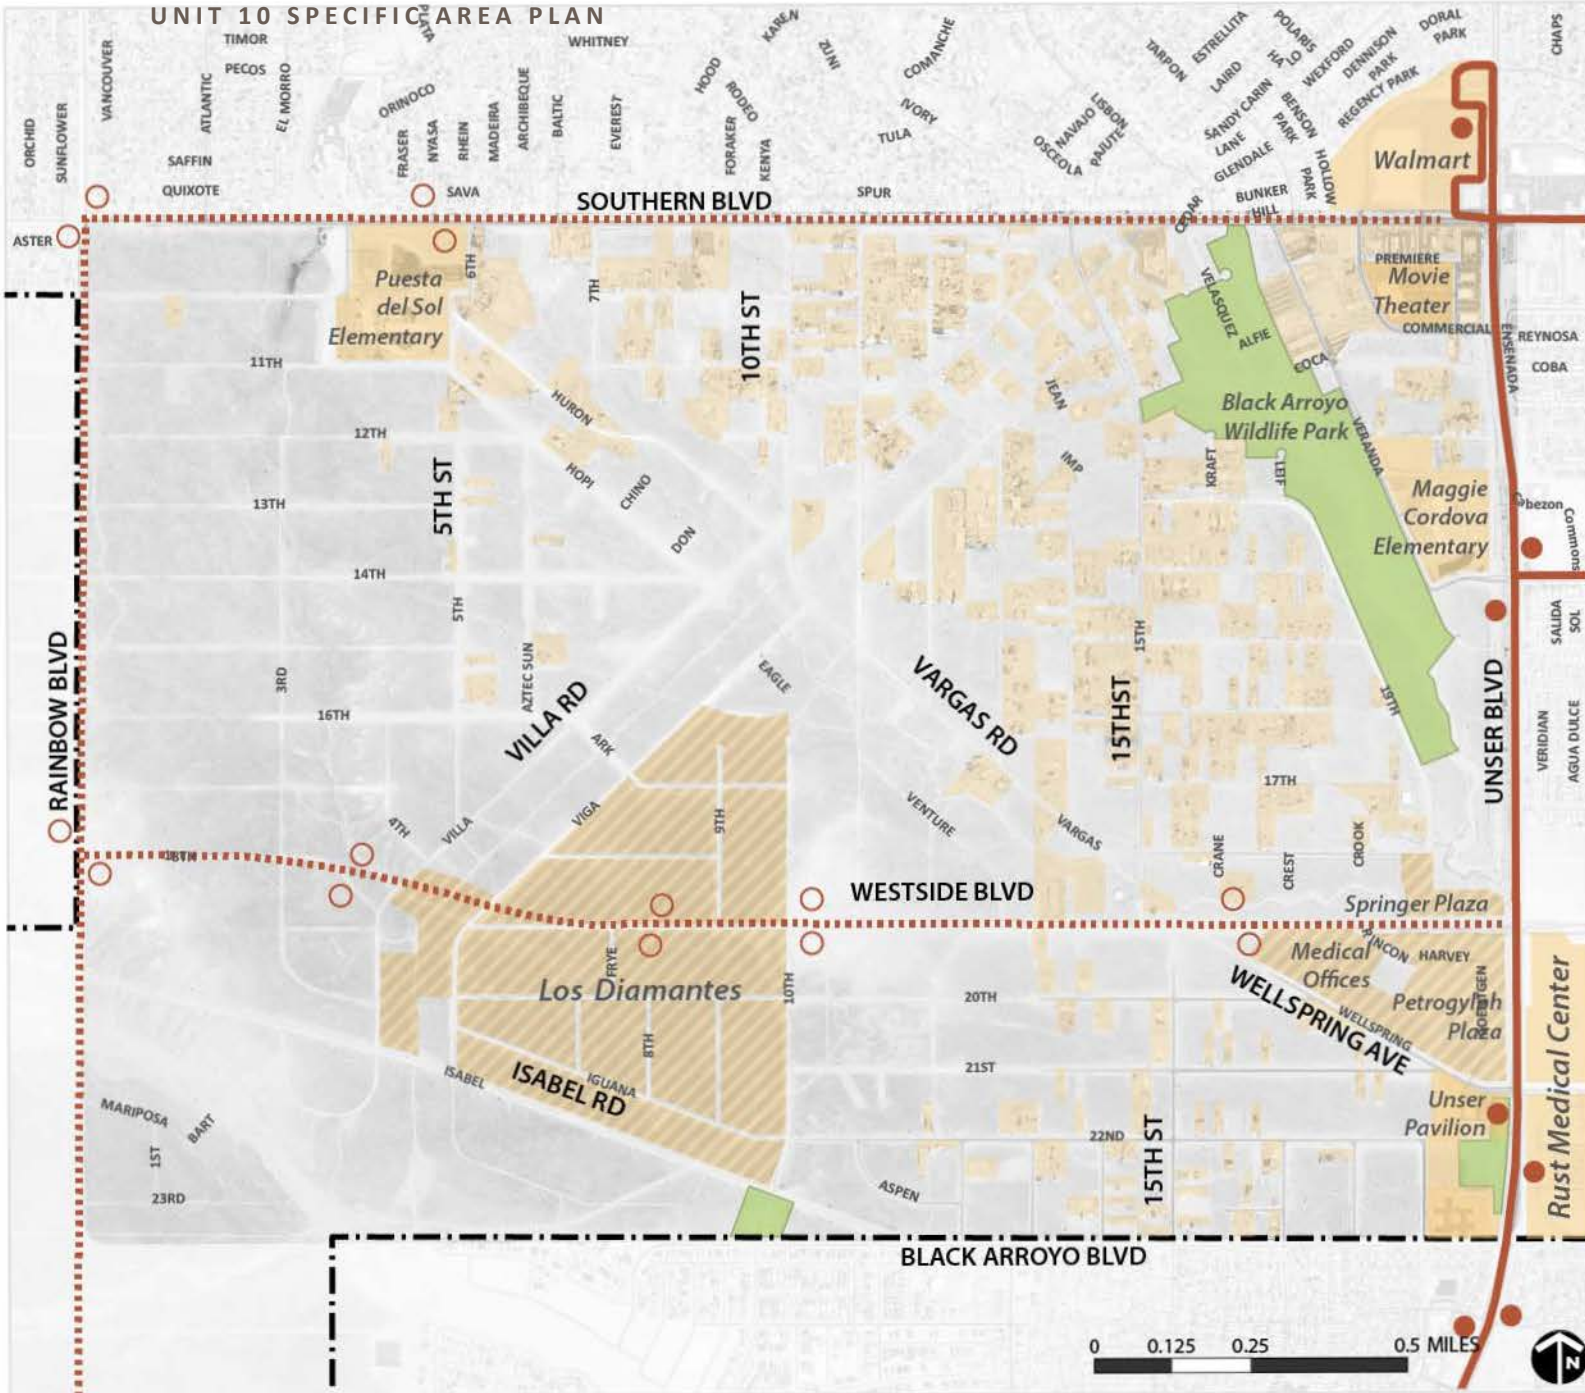 UNIT 10 SPECIFIC AREA PLAN
PLATA
TIMOR
PECOS
VANCOUVER
ATLANTIC
EL MORRO
ORCHID
SUNFLOWER
SAFFIN
QUIXOTE
ORINOCO
FRASER
NYASA
RHEIN
MADEIRA
ARCHIBEQUE
BALTIC
EVEREST
WHITNEY
SAVA
HOOD
RODEO
FORAKER
KENYA
KAREN
ZUNI
COMANCHE
IVORY
TULA
SPUR
OSCEOLA
NAVAJO
LISBON
PAIUTE
TARPON
ESTRELLITA
POLARIS
HALO
LAIRD
WEXFORD
DENNISON
PARK
DORAL
PARK
REGENCY PARK
SANDY CARIN
LANE
GLENDALE
BENSON
PARK
HOLLOW
PARK
BUNKER
HILL
CEDAR
CHAPS
Walmart
SOUTHERN BLVD
ASTER
Puesta
del Sol
Elementary
6TH
7TH
10TH ST
11TH
12TH
13TH
14TH
16TH
18TH
3RD
4TH
5TH ST
5TH
HURON
HOPI
CHINO
DON
AZTEC SUN
VILLA RD
ARK
VILLA
VIGA
EAGLE
9TH
JEAN
IMP
VARGAS RD
VENTURE
VARGAS
15TH
15THST
KRAFT
LEIF
VELASQUEZ
ALFIE
COCA
VERANDA
Black Arroyo
Wildlife Park
PREMIERE
Movie
Theater
COMMERCIAL
ENSENADA
REYNOSA
COBA
Maggie
Cordova
Elementary
Cabezon
Commons
SALIDA
SOL
VERIDIAN
AGUA DULCE
UNSER BLVD
19TH
17TH
CRANE
CREST
CROOK
RAINBOW BLVD
WESTSIDE BLVD
Springer Plaza
Medical
Offices
RINCON
HARVEY
ROENTGEN
Petroglyph
Plaza
WELLSPRING
WELLSPRING AVE
Los Diamantes
FRYE
8TH
10TH
IGUANA
ISABEL
ISABEL RD
20TH
21ST
22ND
15TH ST
ASPEN
Unser
Pavilion
Rust Medical Center
MARIPOSA
BART
1ST
23RD
BLACK ARROYO BLVD
0 0.125 0.25 0.5 MILES
N